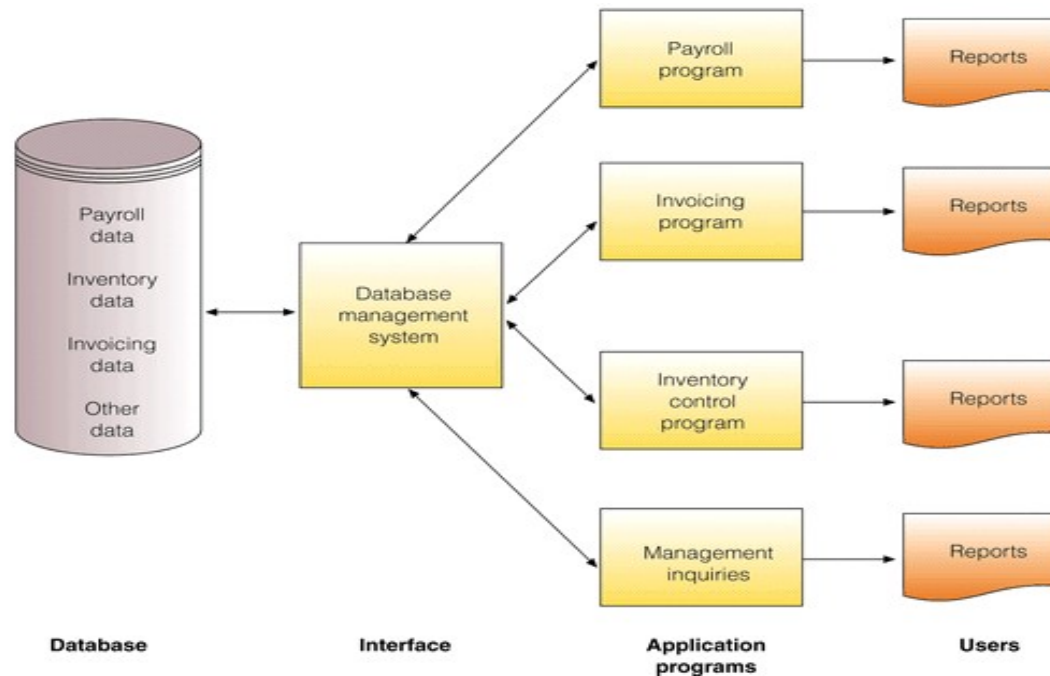 Payroll
data
Inventory
data
Invoicing
data
Other
data
Database
management
system
Payroll
program
Invoicing
program
Inventory
control
program
Management
inquiries
Reports
Reports
Reports
Reports
Database
Interface
Application
programs
Users